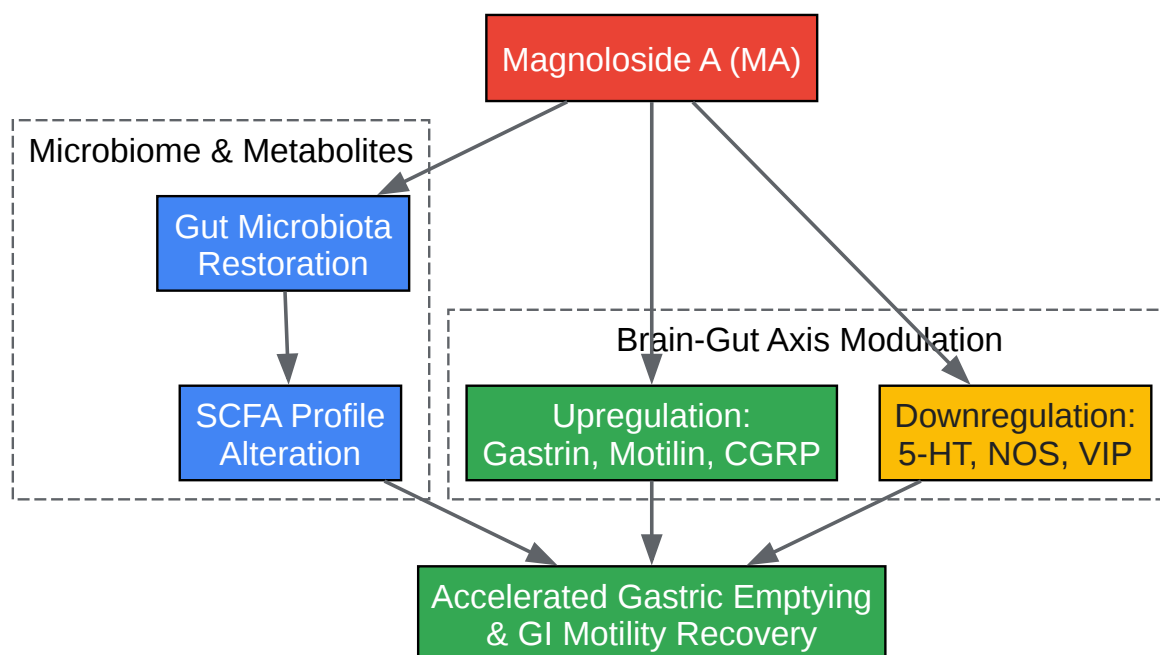 Magnoloside A (MA)
Microbiome & Metabolites
Gut Microbiota
Restoration
Brain-Gut Axis Modulation
SCFA Profile
Alteration
Upregulation:
Gastrin, Motilin, CGRP
Downregulation:
5-HT, NOS, VIP
Accelerated Gastric Emptying
& GI Motility Recovery